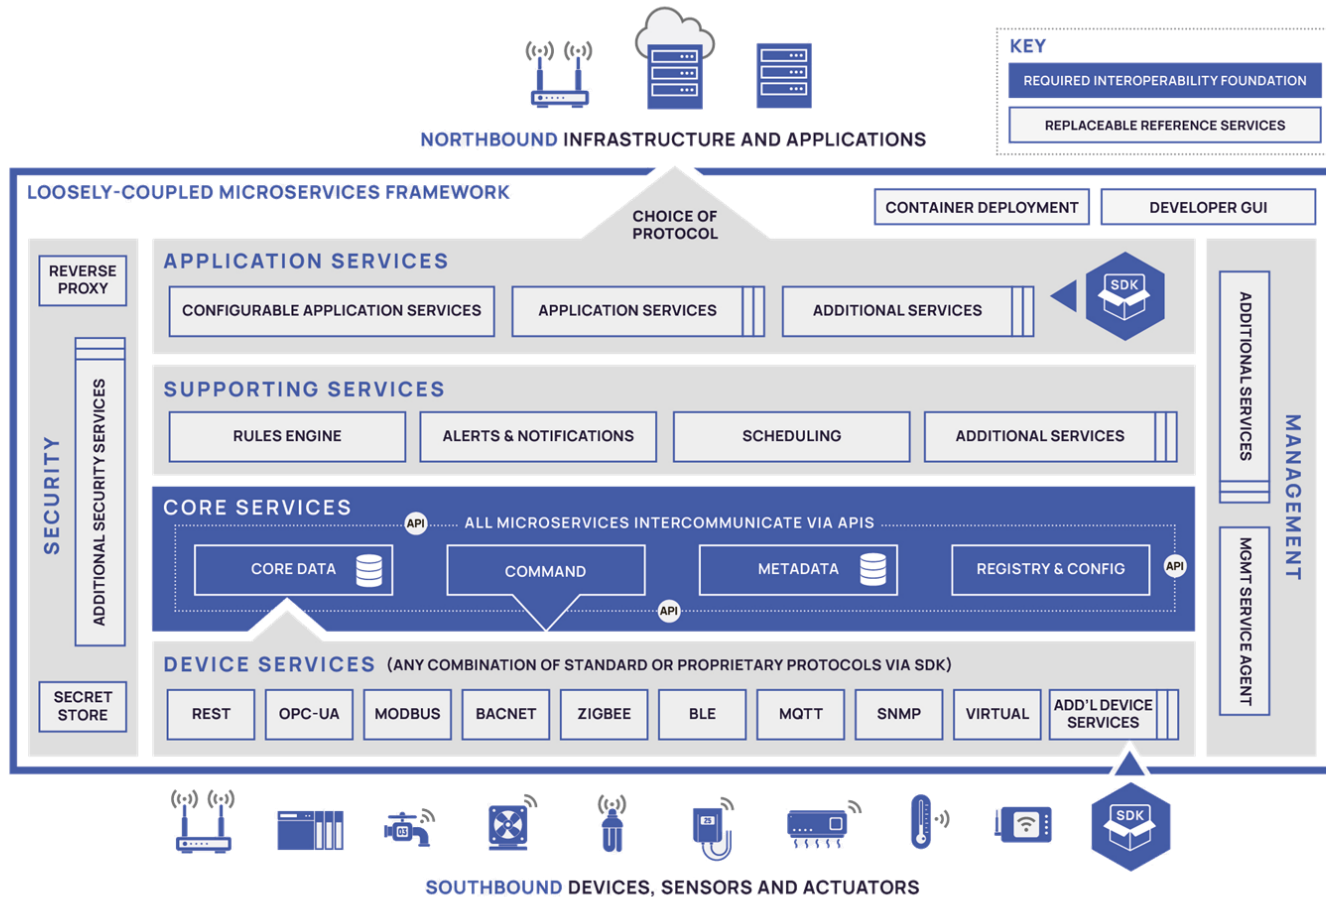 KEY
REQUIRED INTEROPERABILITY FOUNDATION
REPLACEABLE REFERENCE SERVICES
NORTHBOUND INFRASTRUCTURE AND APPLICATIONS
LOOSELY-COUPLED MICROSERVICES FRAMEWORK
CONTAINER DEPLOYMENT
DEVELOPER GUI
CHOICE OF
PROTOCOL
REVERSE
PROXY
SECURITY
ADDITIONAL SECURITY SERVICES
SECRET
STORE
APPLICATION SERVICES
CONFIGURABLE APPLICATION SERVICES
APPLICATION SERVICES
ADDITIONAL SERVICES
SDK
SUPPORTING SERVICES
RULES ENGINE
ALERTS & NOTIFICATIONS
SCHEDULING
ADDITIONAL SERVICES
CORE SERVICES
API
ALL MICROSERVICES INTERCOMMUNICATE VIA APIS
CORE DATA
COMMAND
METADATA
REGISTRY & CONFIG
API
API
DEVICE SERVICES (ANY COMBINATION OF STANDARD OR PROPRIETARY PROTOCOLS VIA SDK)
REST
OPC-UA
MODBUS
BACNET
ZIGBEE
BLE
MQTT
SNMP
VIRTUAL
ADD'L DEVICE
SERVICES
ADDITIONAL SERVICES
MANAGEMENT
MGMT SERVICE AGENT
03
25
SDK
SOUTHBOUND DEVICES, SENSORS AND ACTUATORS